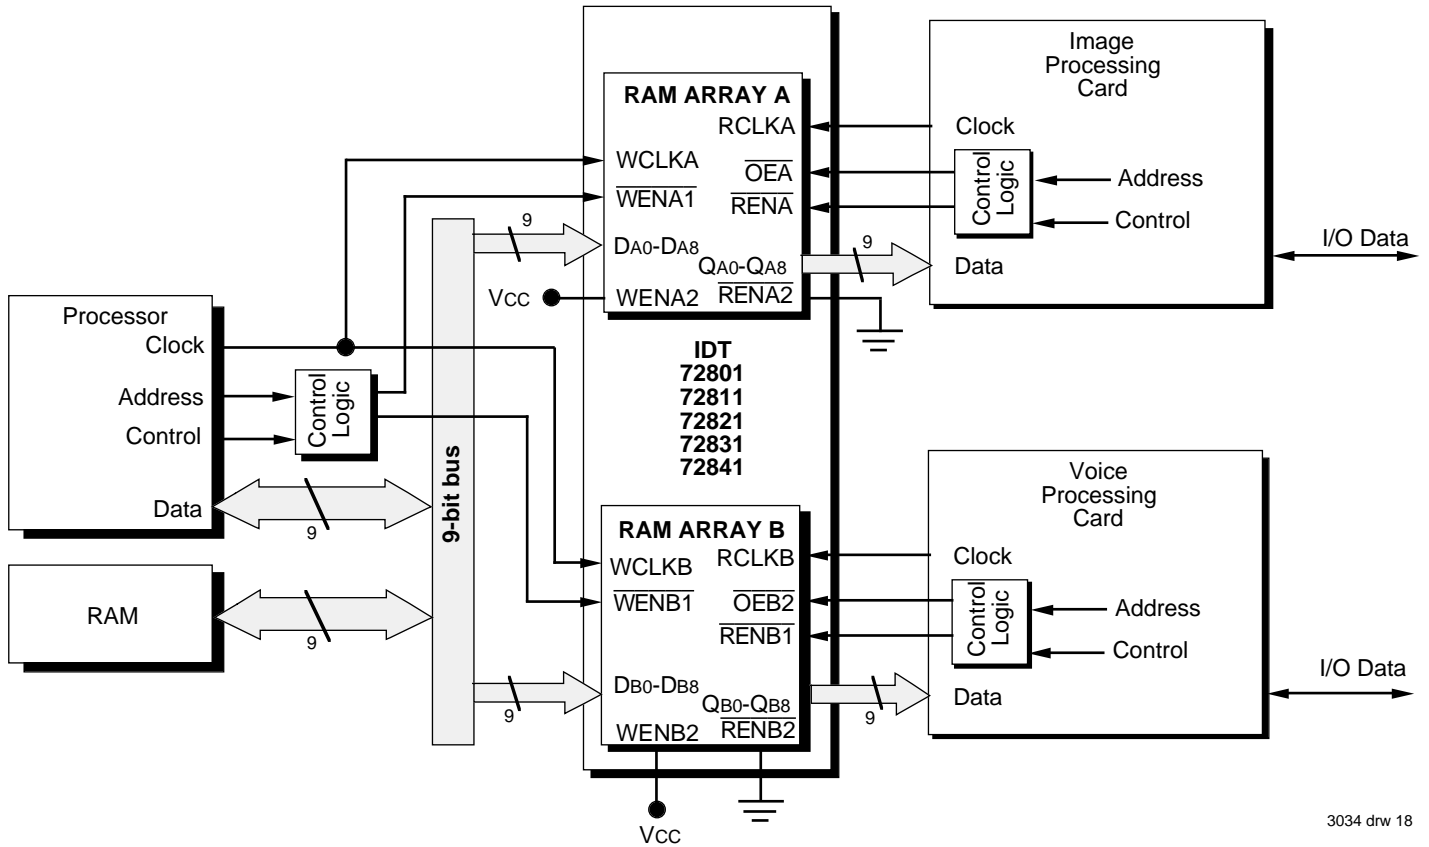 Image
Processing
Card
RAM ARRAY A
RCLKA
Clock
WCLKA
OEA
Control
Logic
Address
WENA1
RENA
Control
9
9
I/O Data
DA0-DA8
QA0-QA8
Data
VCC
WENA2
RENA2
Processor
Clock
Address
Control
Data
Control
Logic
9
9-bit bus
IDT
72801
72811
72821
72831
72841
Voice
Processing
Card
RAM ARRAY B
RCLKB
Clock
WCLKB
WENB1
OEB2
Control
Logic
Address
RENB1
Control
RAM
9
I/O Data
DB0-DB8
QB0-QB8
Data
9
9
WENB2
RENB2
VCC
3034 drw 18